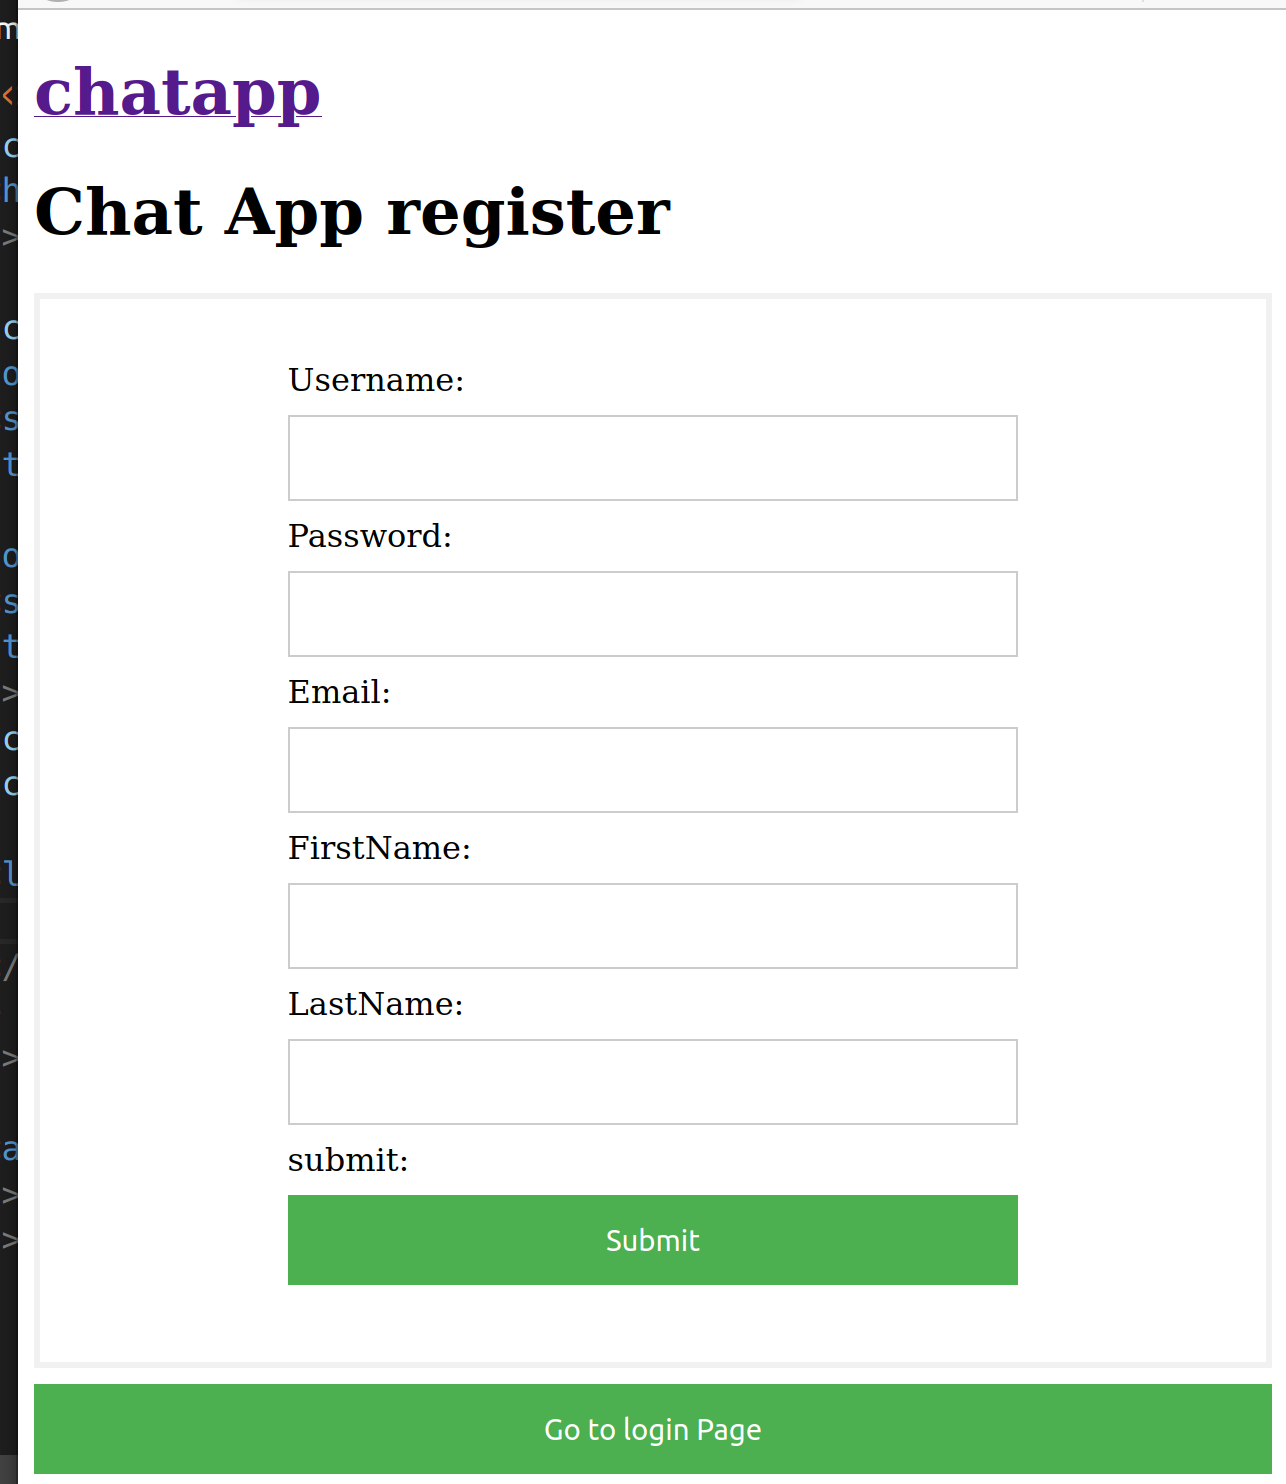 chatapp
Chat App register
Username:
Password:
Email:
FirstName:
LastName:
submit:
Submit
Go to login Page